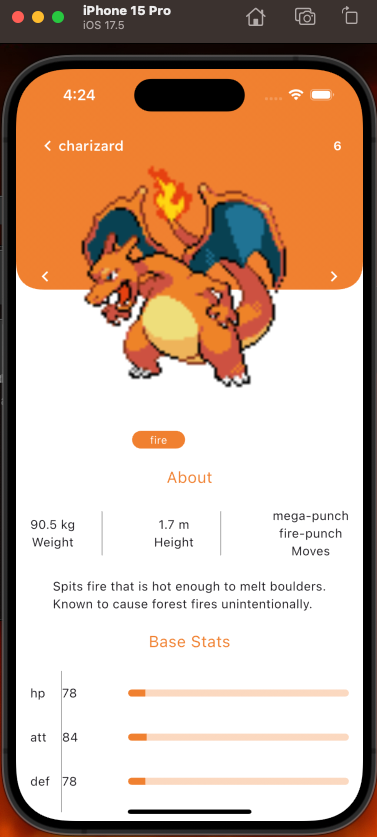 iPhone 15 Pro
iOS 17.5
4:24
charizard 6
fire
About
90.5 kg
Weight
1.7 m
Height
mega-punch
fire-punch
Moves
Spits fire that is hot enough to melt boulders.
Known to cause forest fires unintentionally.
Base Stats
hp 78
att 84
def 78